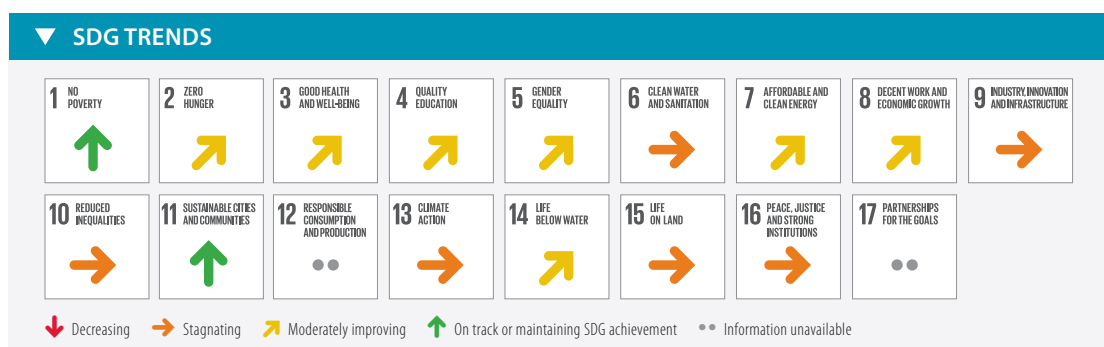 SDG TRENDS
1 NO
POVERTY
2 ZERO
HUNGER
3 GOOD HEALTH
AND WELL-BEING
4 QUALITY
EDUCATION
5 GENDER
EQUALITY
6 CLEAN WATER
AND SANITATION
7 AFFORDABLE AND
CLEAN ENERGY
8 DECENT WORK AND
ECONOMIC GROWTH
9 INDUSTRY, INNOVATION
AND INFRASTRUCTURE
10 REDUCED
INEQUALITIES
11 SUSTAINABLE CITIES
AND COMMUNITIES
12 RESPONSIBLE
CONSUMPTION
AND PRODUCTION
13 CLIMATE
ACTION
14 LIFE
BELOW WATER
15 LIFE
ON LAND
16 PEACE, JUSTICE
AND STRONG
INSTITUTIONS
17 PARTNERSHIPS
FOR THE GOALS
Decreasing Stagnating Moderately improving On track or maintaining SDG achievement Information unavailable